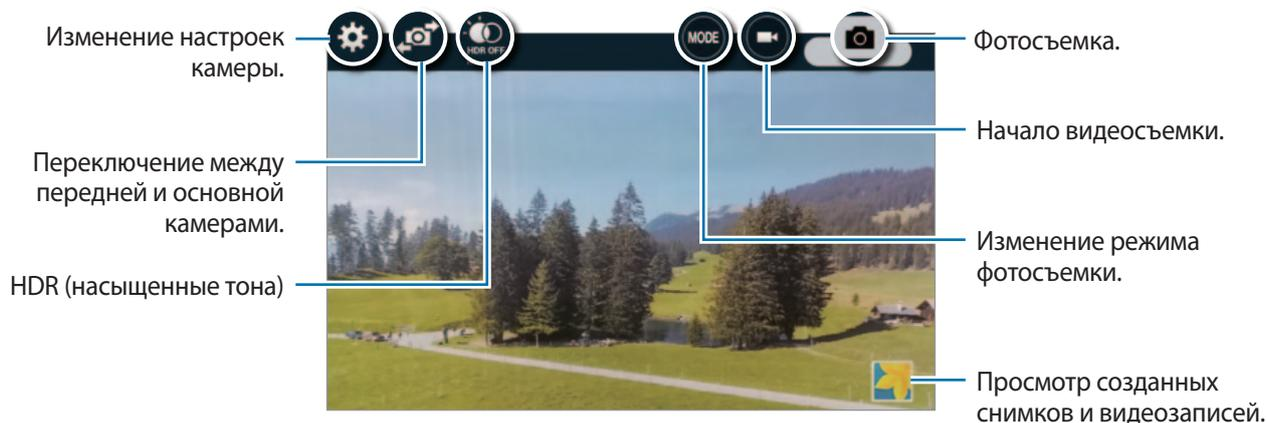 Изменение настроек
камеры.
Переключение между
передней и основной
камерами.
HDR (насыщенные тона)
HDR OFF
MODE
Фотосъемка.
Начало видеосъемки.
Изменение режима
фотосъемки.
Просмотр созданных
снимков и видеозаписей.